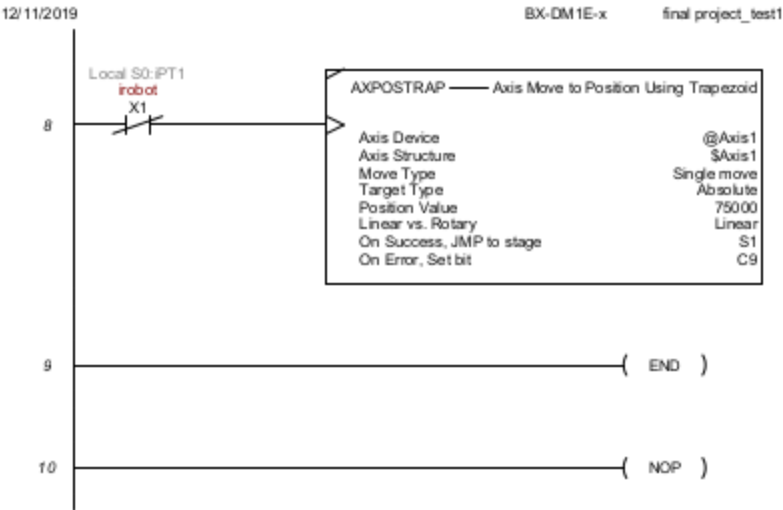 12/11/2019 BX-DM1E-x final project_test1
Local S0:iPT1
irobot
X1
8
AXPOSTRAP Axis Move to Position Using Trapezoid
Axis Device @Axis1
Axis Structure $Axis1
Move Type Single move
Target Type Absolute
Position Value 75000
Linear vs. Rotary Linear
On Success, JMP to stage S1
On Error, Set bit C9
9 ( END )
10 ( NOP )